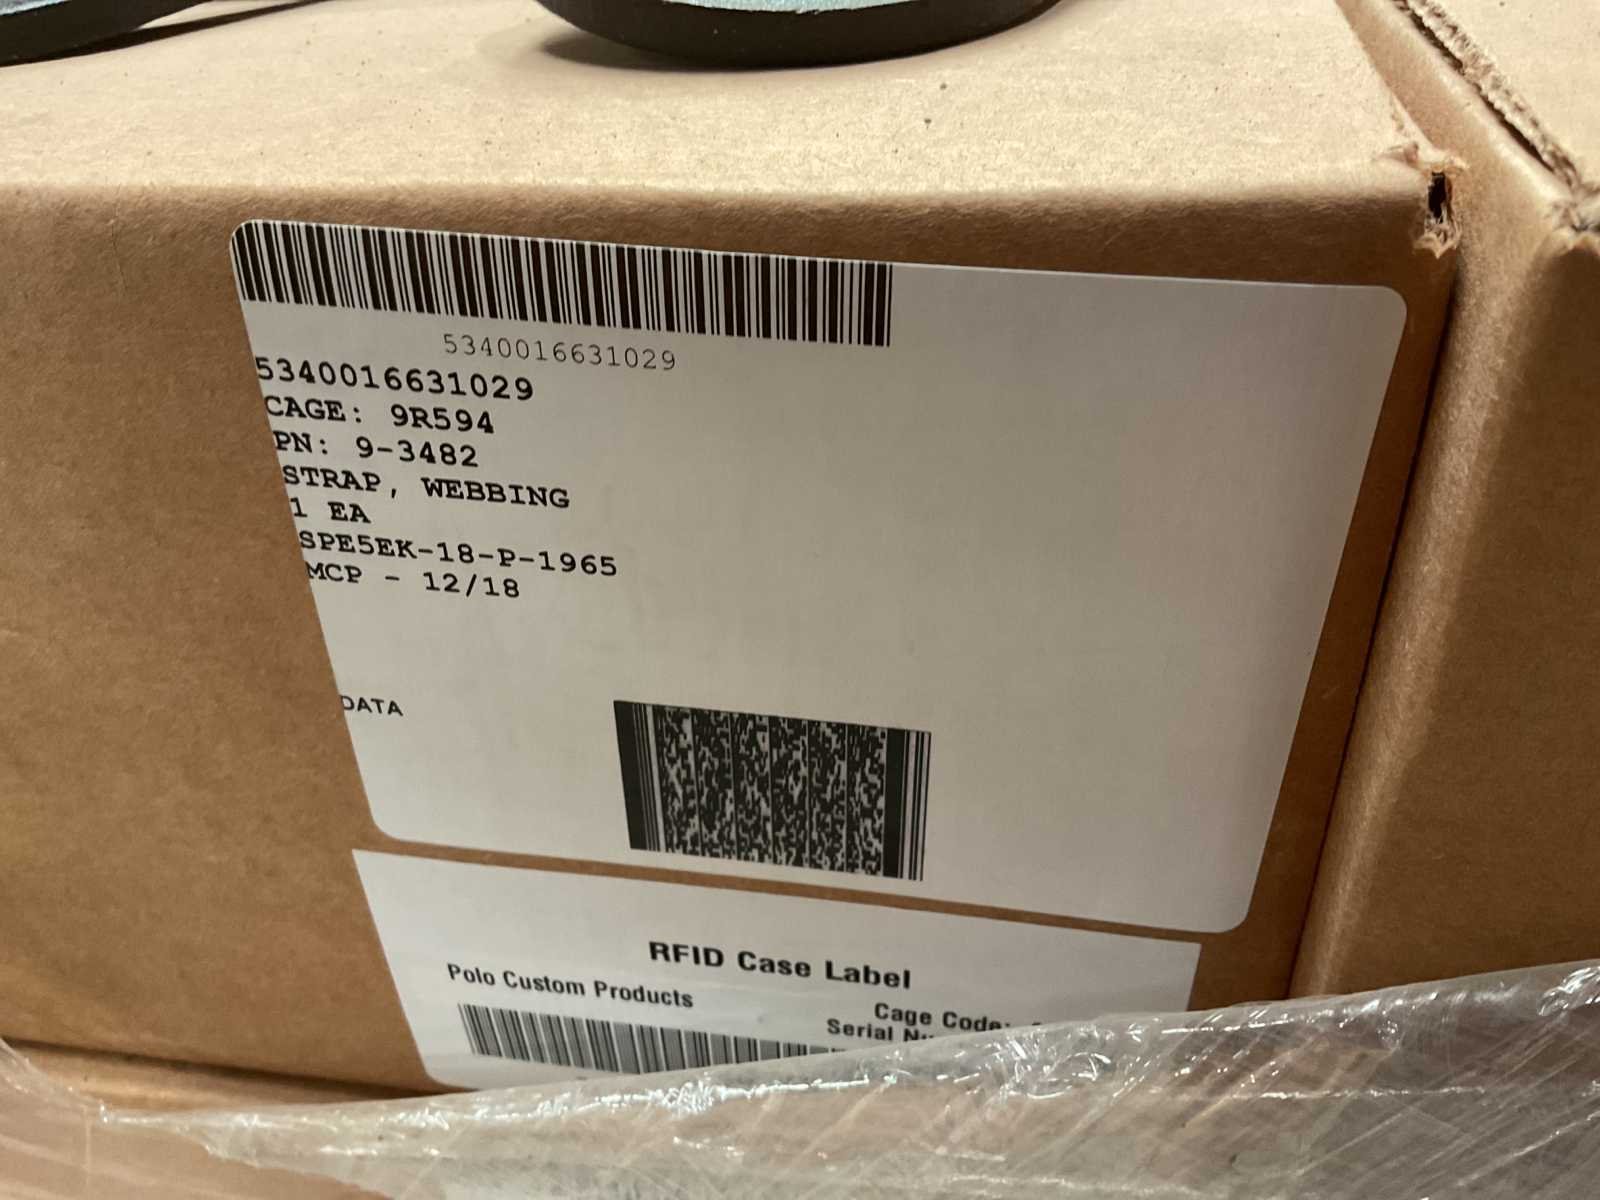 5340016631029
5340016631029
CAGE: 9R594
PN: 9-3482
STRAP, WEBBING
1 EA
SPE5EK-18-P-1965
MCP - 12/18
DATA
RFID Case Label
Polo Custom Products
Cage Code:
Serial